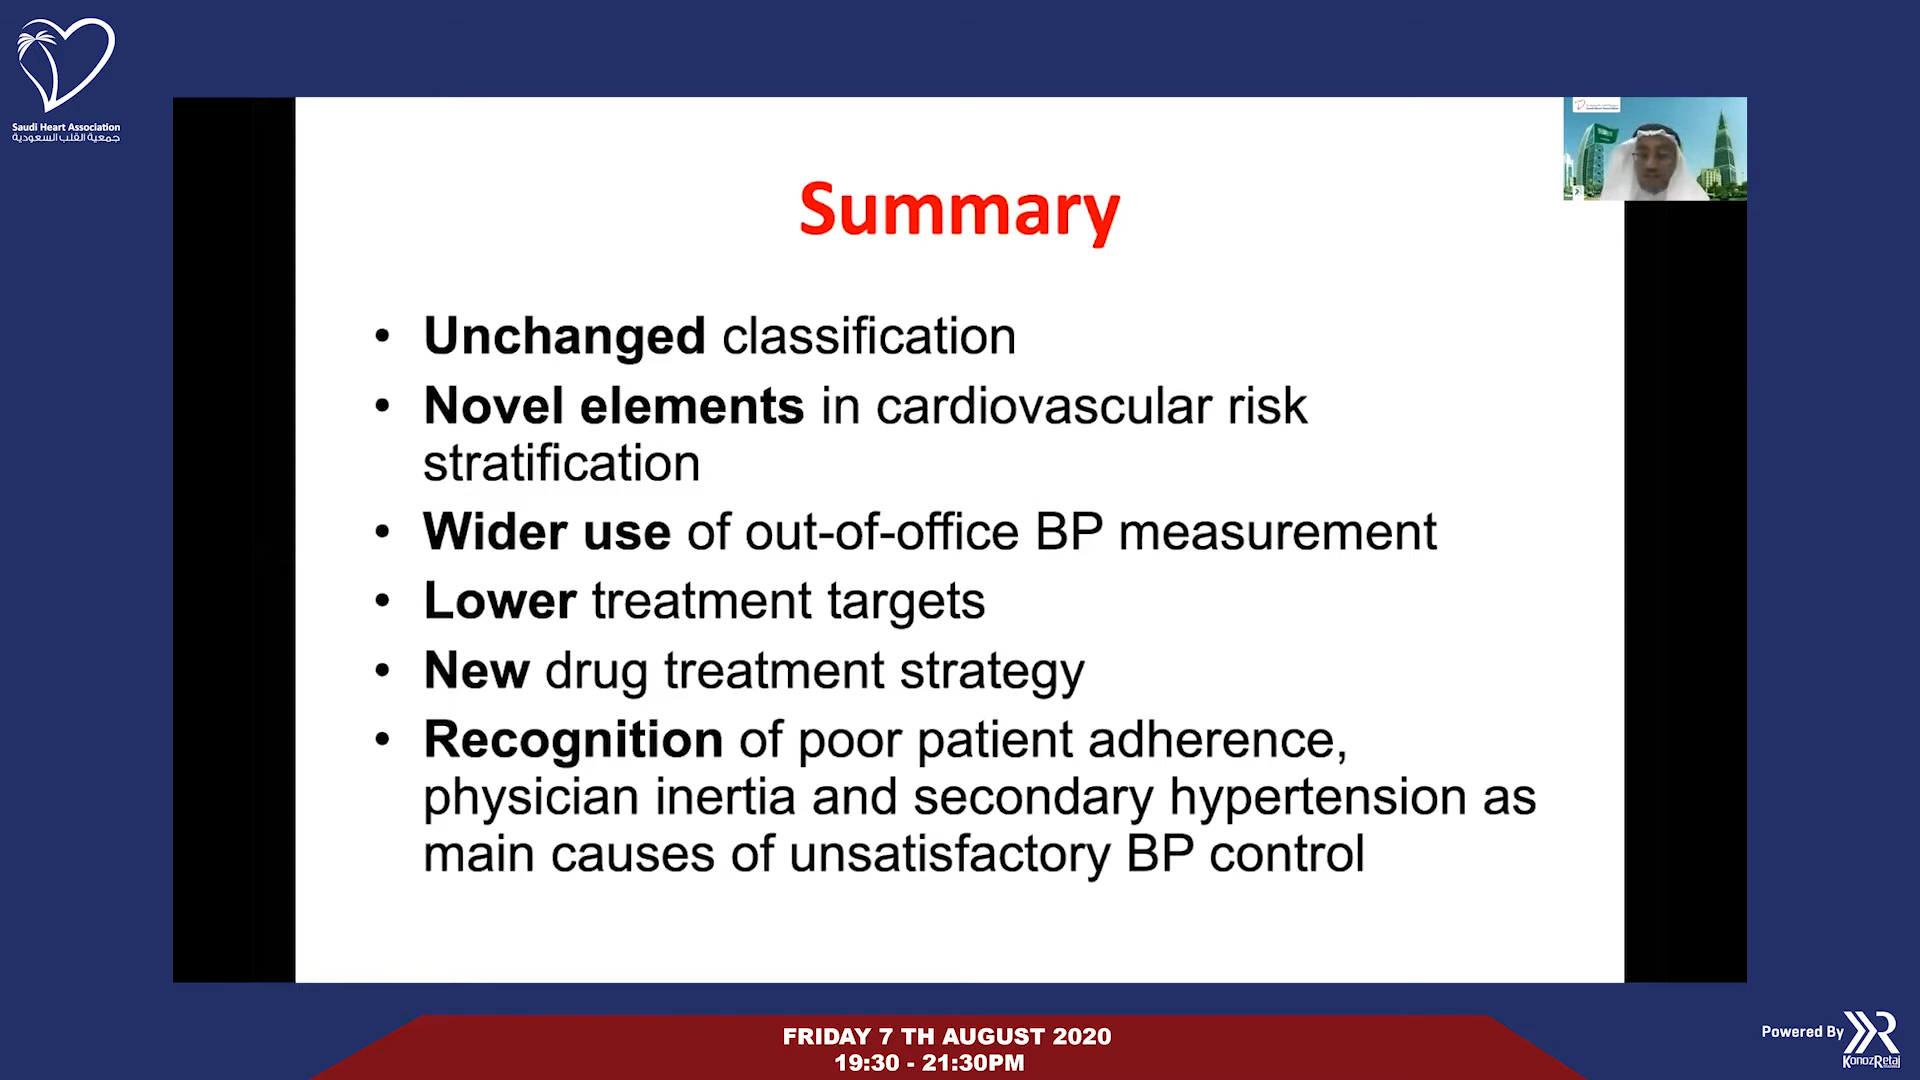 Saudi Heart Association
جمعية القلب السعودية
Summary
• Unchanged classification
• Novel elements in cardiovascular risk
stratification
• Wider use of out-of-office BP measurement
• Lower treatment targets
• New drug treatment strategy
• Recognition of poor patient adherence,
physician inertia and secondary hypertension as
main causes of unsatisfactory BP control
FRIDAY 7 TH AUGUST 2020
19:30 - 21:30PM
Powered By
KonozRetaj